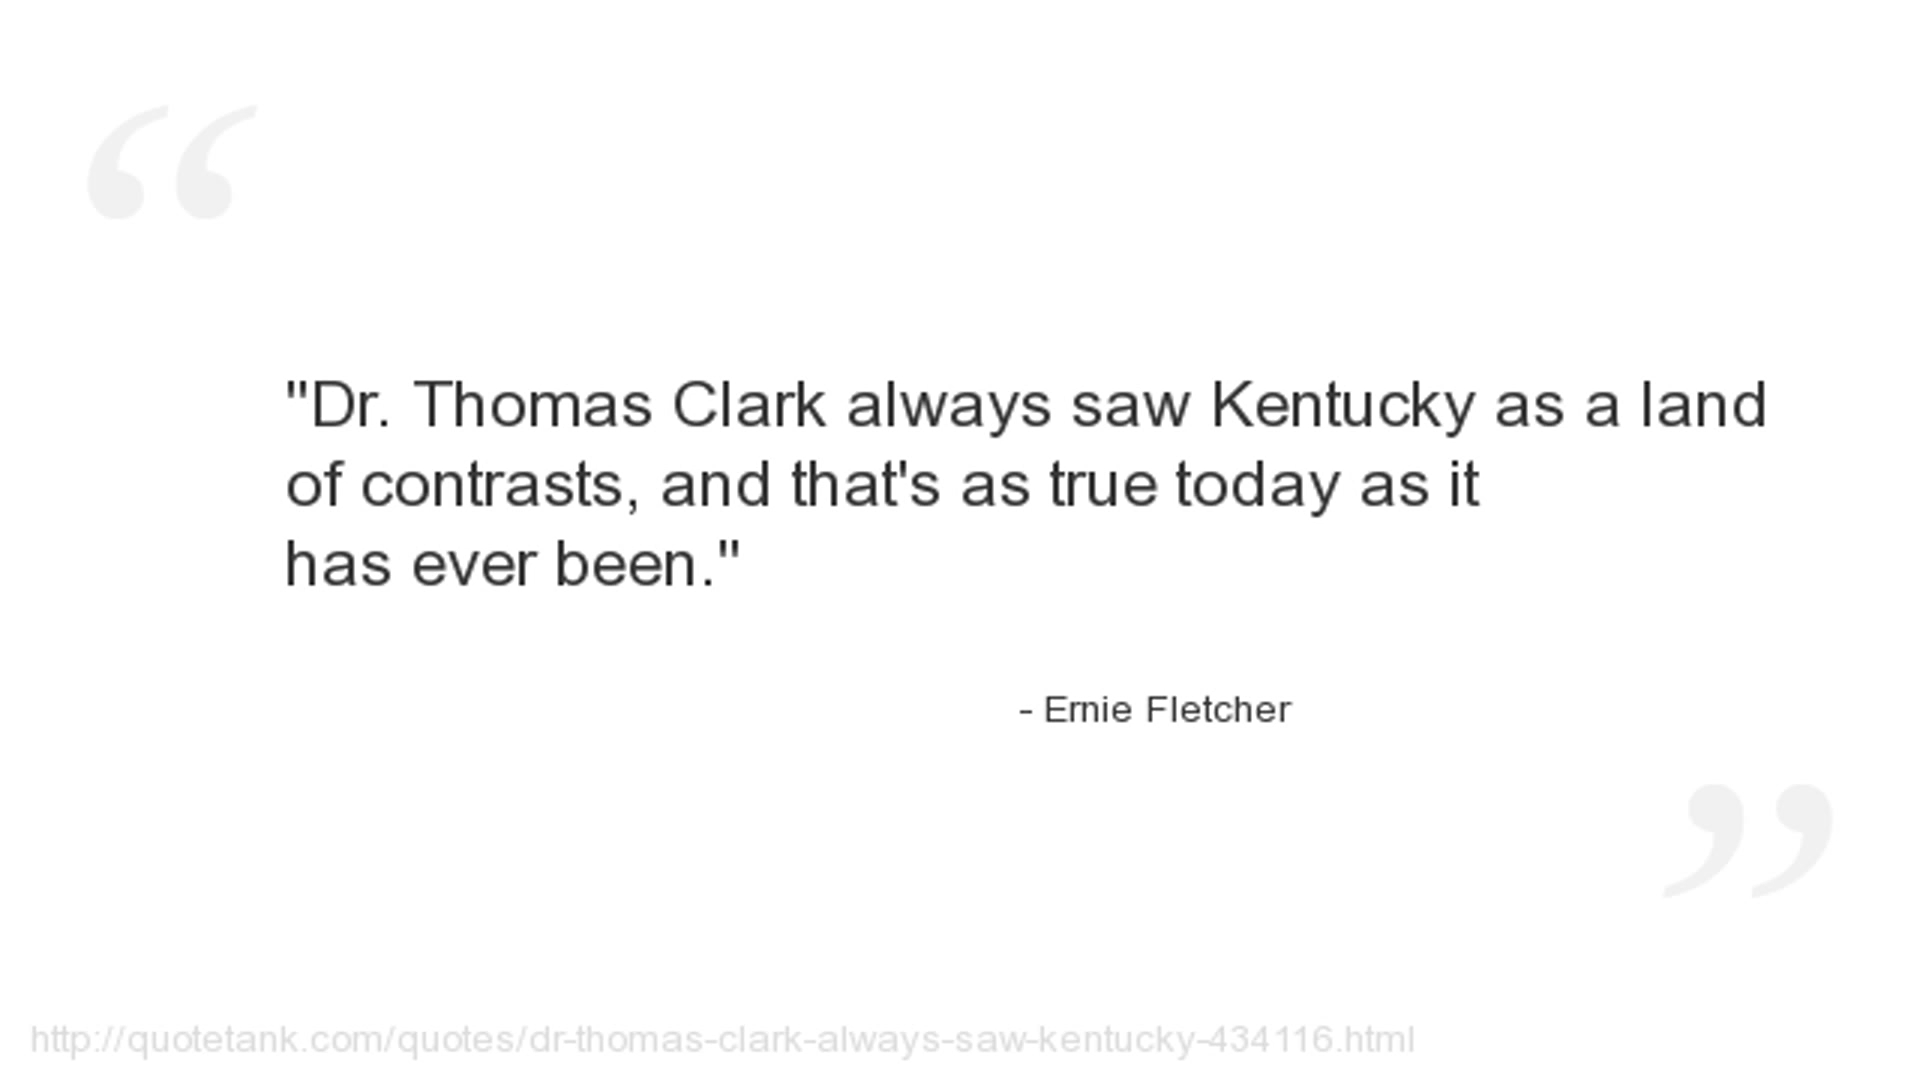 "Dr. Thomas Clark always saw Kentucky as a land
of contrasts, and that's as true today as it
has ever been."
- Ernie Fletcher
http://quotetank.com/quotes/dr-thomas-clark-always-saw-kentucky-434116.html